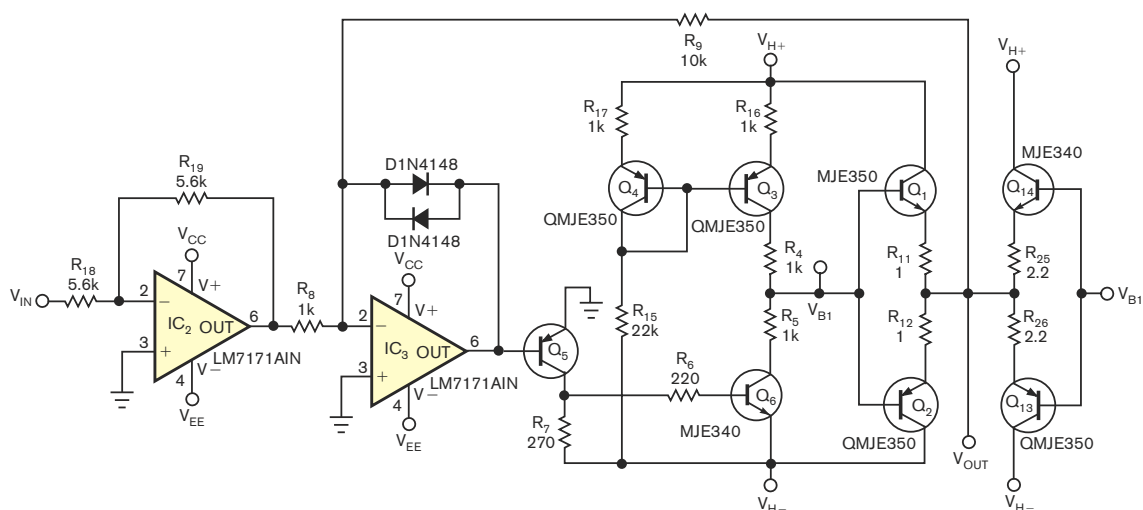 R9
10k
VH+
VH+
R17
1k
R16
1k
MJE340
D1N4148
R19
5.6k
MJE350
Q4
Q3
Q1
Q14
QMJE350
QMJE350
D1N4148
VCC
VCC
R4
1k
R11
1
R25
2.2
R18
5.6k
7
V+
VIN
2
−
R8
1k
7
V+
R15
22k
VB1
VB1
IC2 OUT
6
2
−
R5
1k
R12
1
R26
2.2
3
+
LM7171AIN
IC3 OUT
6
Q5
V−
4
3
+
LM7171AIN
R6
220
VEE
V−
4
Q6
Q2
Q13
VEE
R7
270
MJE340
QMJE350
QMJE350
VOUT
VH−
VH−